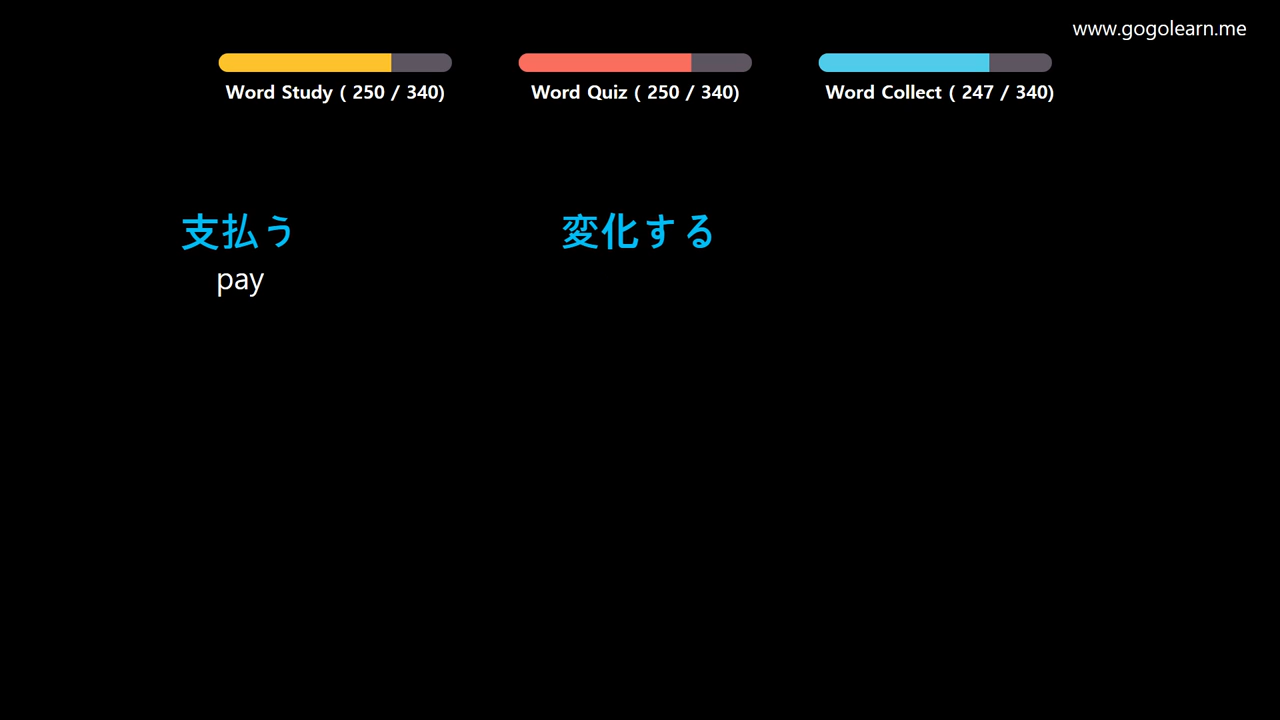 www.gogolearn.me
Word Study ( 250 / 340)
Word Quiz ( 250 / 340)
Word Collect ( 247 / 340)
支払う
pay
変化する